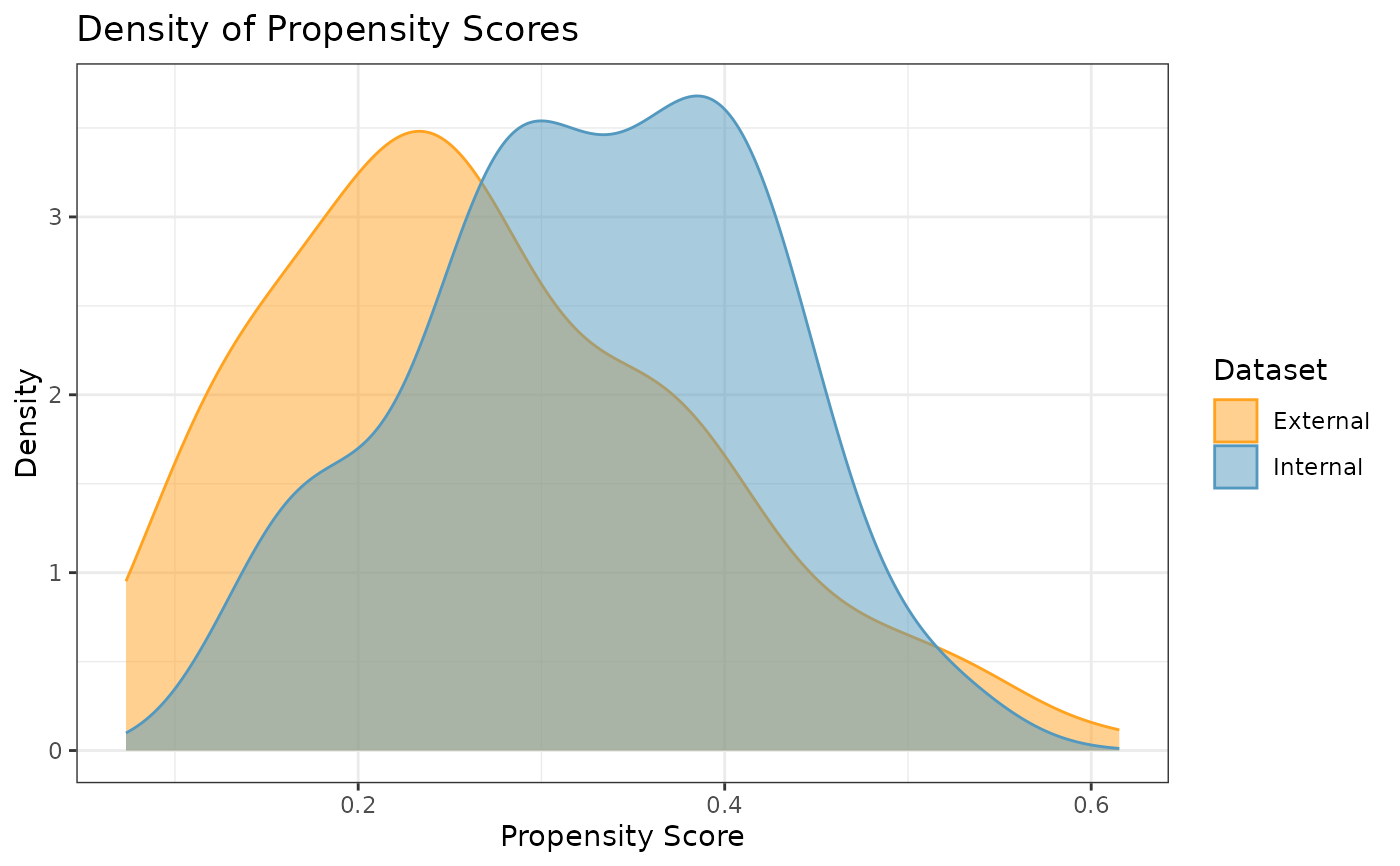 Density of Propensity Scores
Density
3
2
1
0
0.2
0.4
0.6
Propensity Score
Dataset
External
Internal